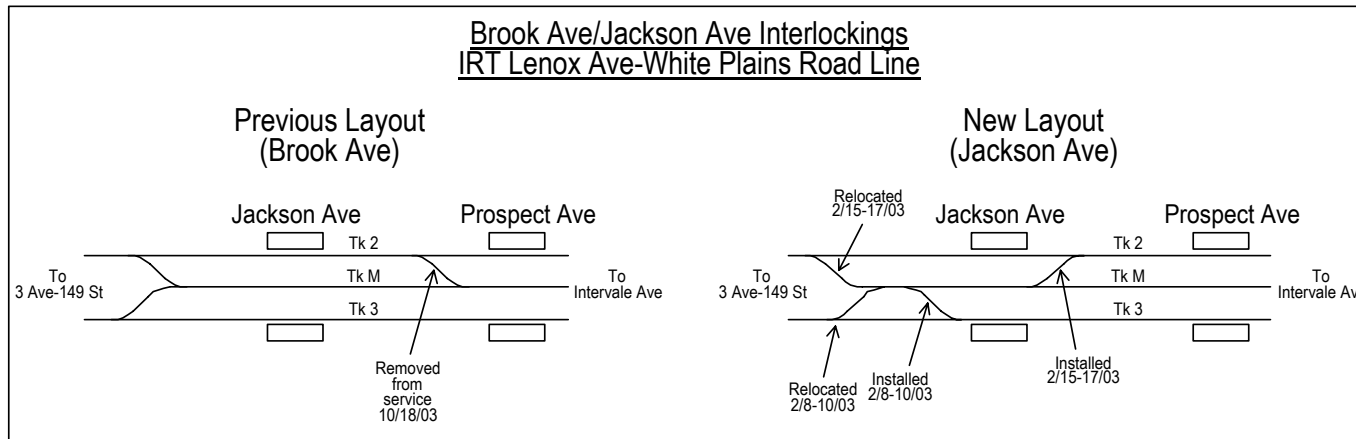 Brook Ave/Jackson Ave Interlockings
IRT Lenox Ave-White Plains Road Line
Previous Layout
(Brook Ave)
Jackson Ave
Prospect Ave
Tk 2
To
3 Ave-149 St
Tk M
To
Intervale Ave
Tk 3
Removed
from
service
10/18/03
New Layout
(Jackson Ave)
Relocated
2/15-17/03
Jackson Ave
Prospect Ave
Tk 2
To
3 Ave-149 St
Tk M
To
Intervale Av
Tk 3
Relocated
2/8-10/03
Installed
2/8-10/03
Installed
2/15-17/03